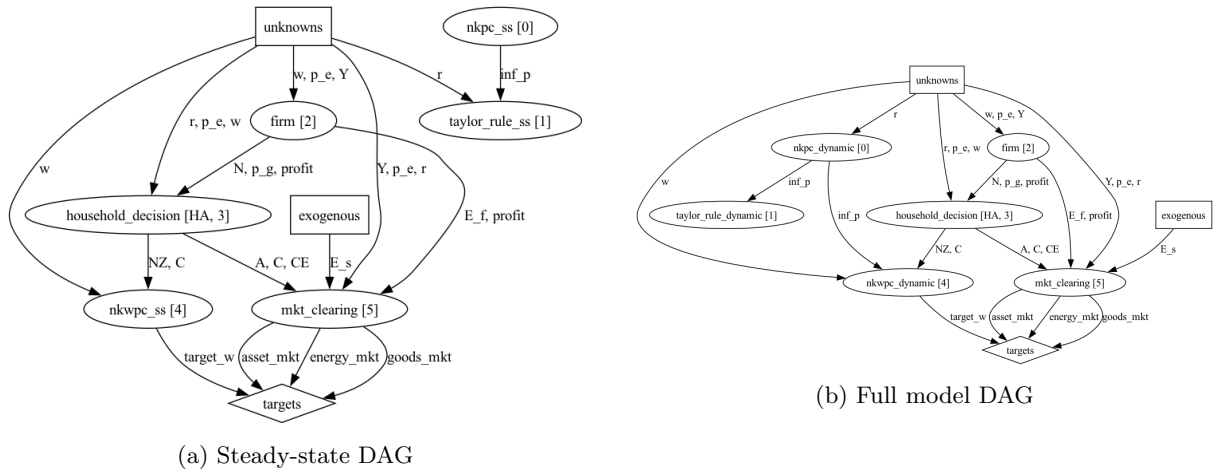 unknowns
nkpc_ss [0]
w, p_e, Y
r
inf_p
firm [2]
taylor_rule_ss [1]
r, p_e, w
w
N, p_g, profit
Y, p_e, r
household_decision [HA, 3]
exogenous
E_f, profit
NZ, C
A, C, CE
E_s
nkwpc_ss [4]
mkt_clearing [5]
target_w
asset_mkt
energy_mkt
goods_mkt
targets
(a) Steady-state DAG
unknowns
r
w, p_e, Y
nkpc_dynamic [0]
r, p_e, w
firm [2]
w
inf_p
N, p_g, profit
Y, p_e, r
taylor_rule_dynamic [1]
inf_p
household_decision [HA, 3]
E_f, profit
exogenous
NZ, C
A, C, CE
E_s
nkwpc_dynamic [4]
mkt_clearing [5]
target_w
asset_mkt
energy_mkt
goods_mkt
targets
(b) Full model DAG